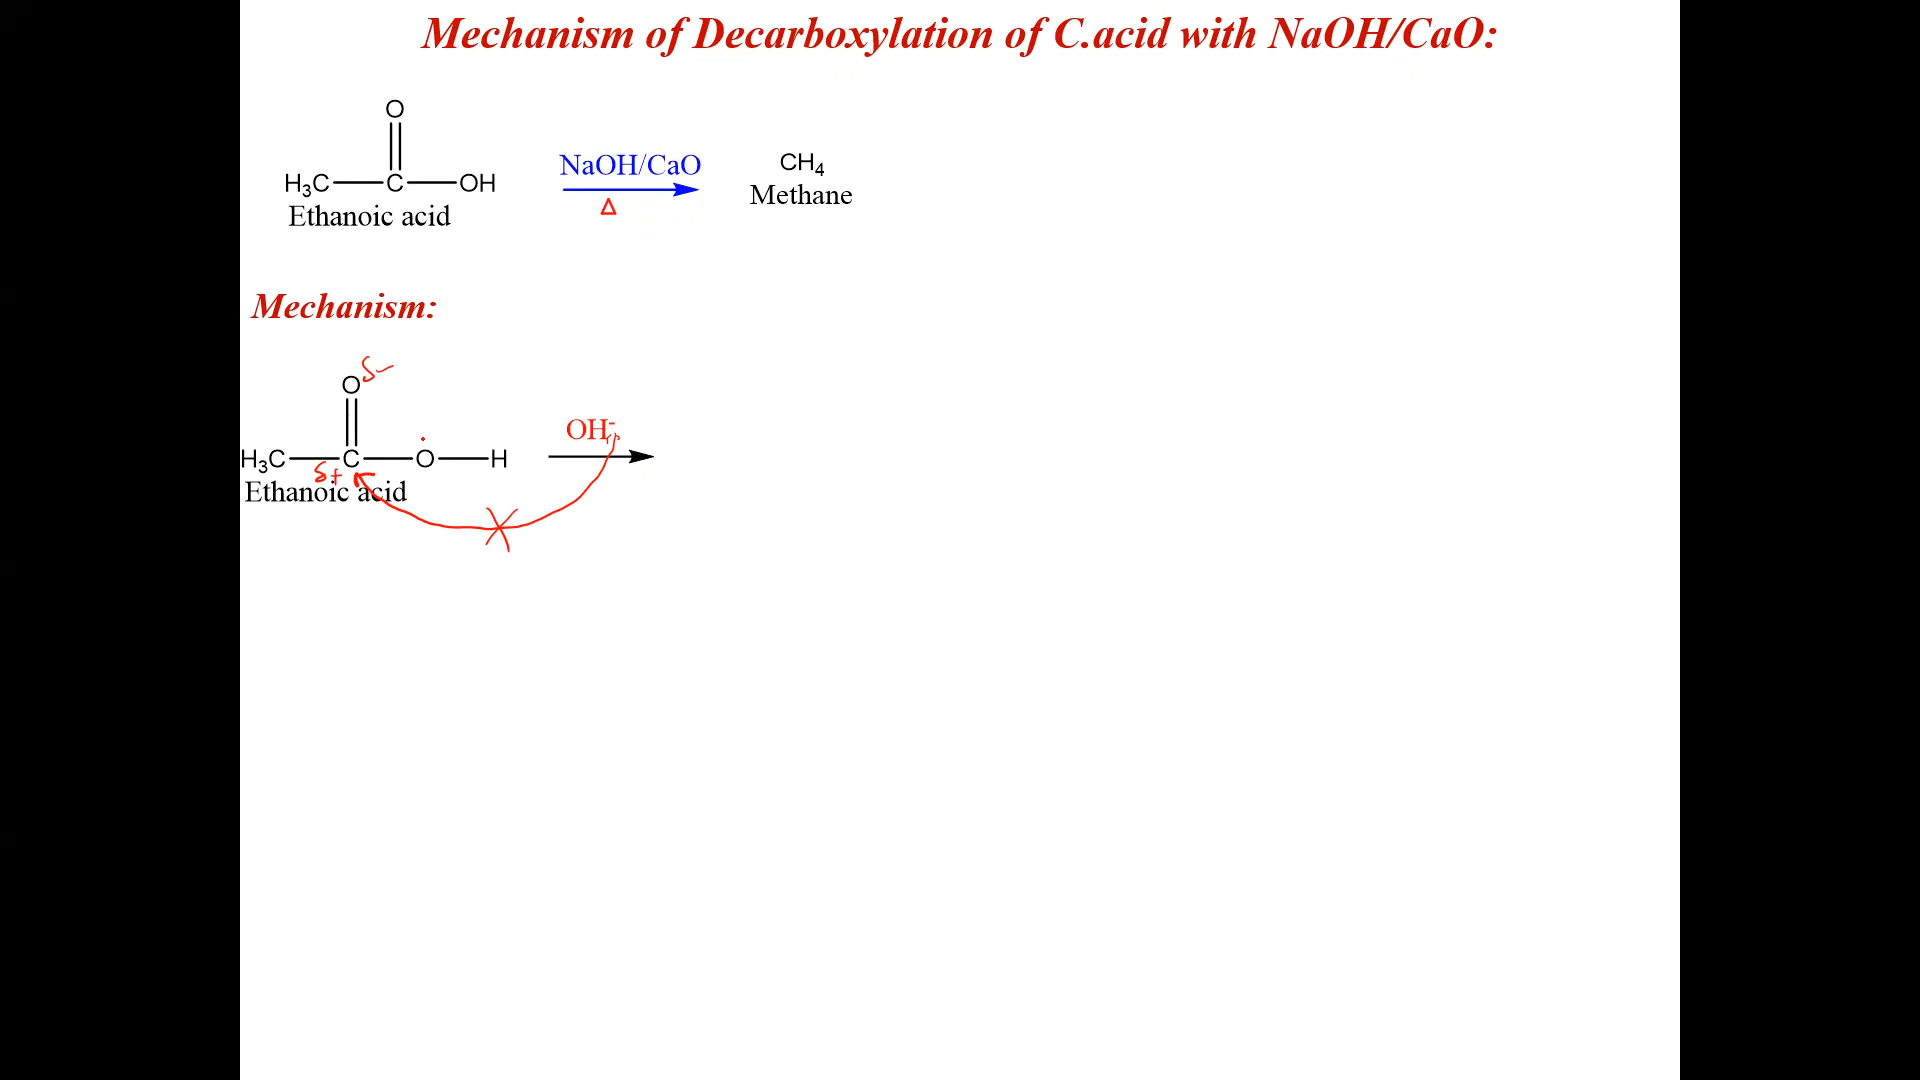 Mechanism of Decarboxylation of C.acid with NaOH/CaO:
O
H₃C C OH
NaOH/CaO
Δ
CH₄
Ethanoic acid
Methane
Mechanism:
O δ-
OH⁻
H₃C C O H
δ+
Ethanoic acid